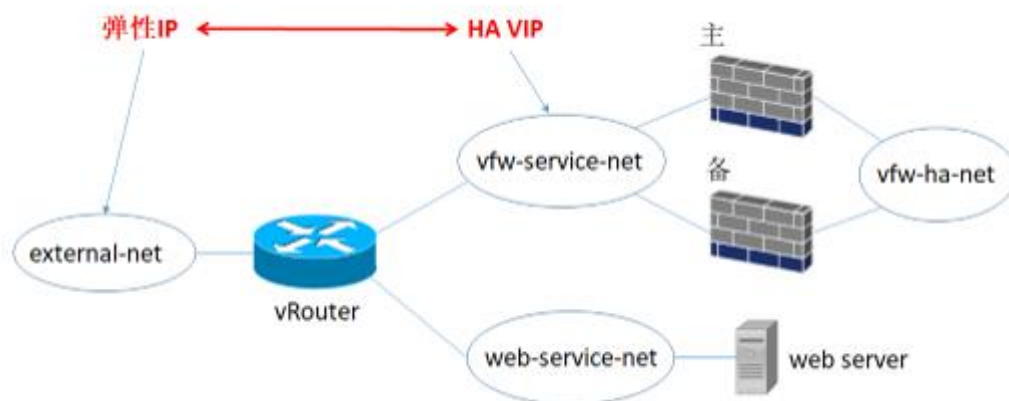 弹性IP
HA VIP
主
vfw-service-net
vfw-ha-net
备
external-net
vRouter
web-service-net
web server